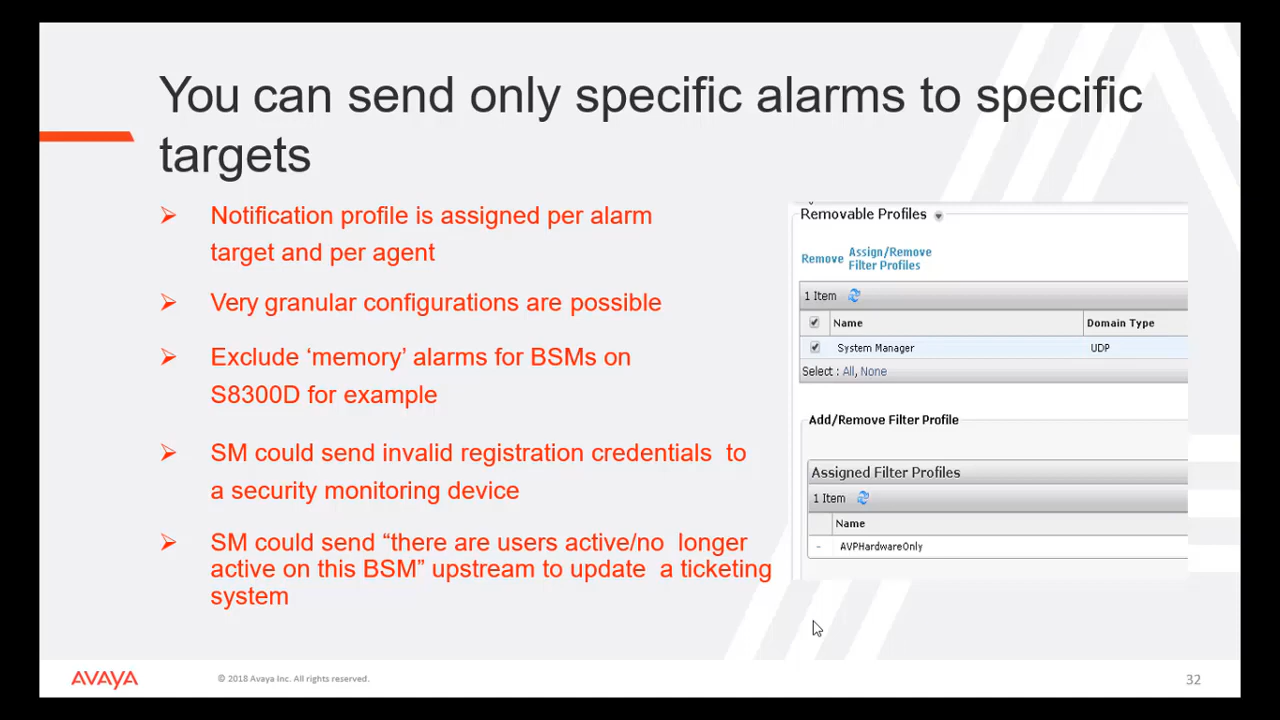 You can send only specific alarms to specific
targets
Notification profile is assigned per alarm
target and per agent
Very granular configurations are possible
Exclude ‘memory’ alarms for BSMs on
S8300D for example
SM could send invalid registration credentials to
a security monitoring device
SM could send “there are users active/no longer
active on this BSM” upstream to update a ticketing
system
Removable Profiles
Remove Assign/Remove
Filter Profiles
1 Item
Name Domain Type
System Manager UDP
Select : All, None
Add/Remove Filter Profile
Assigned Filter Profiles
1 Item
Name
- AVPHardwareOnly
AVAYA
© 2018 Avaya Inc. All rights reserved.
32